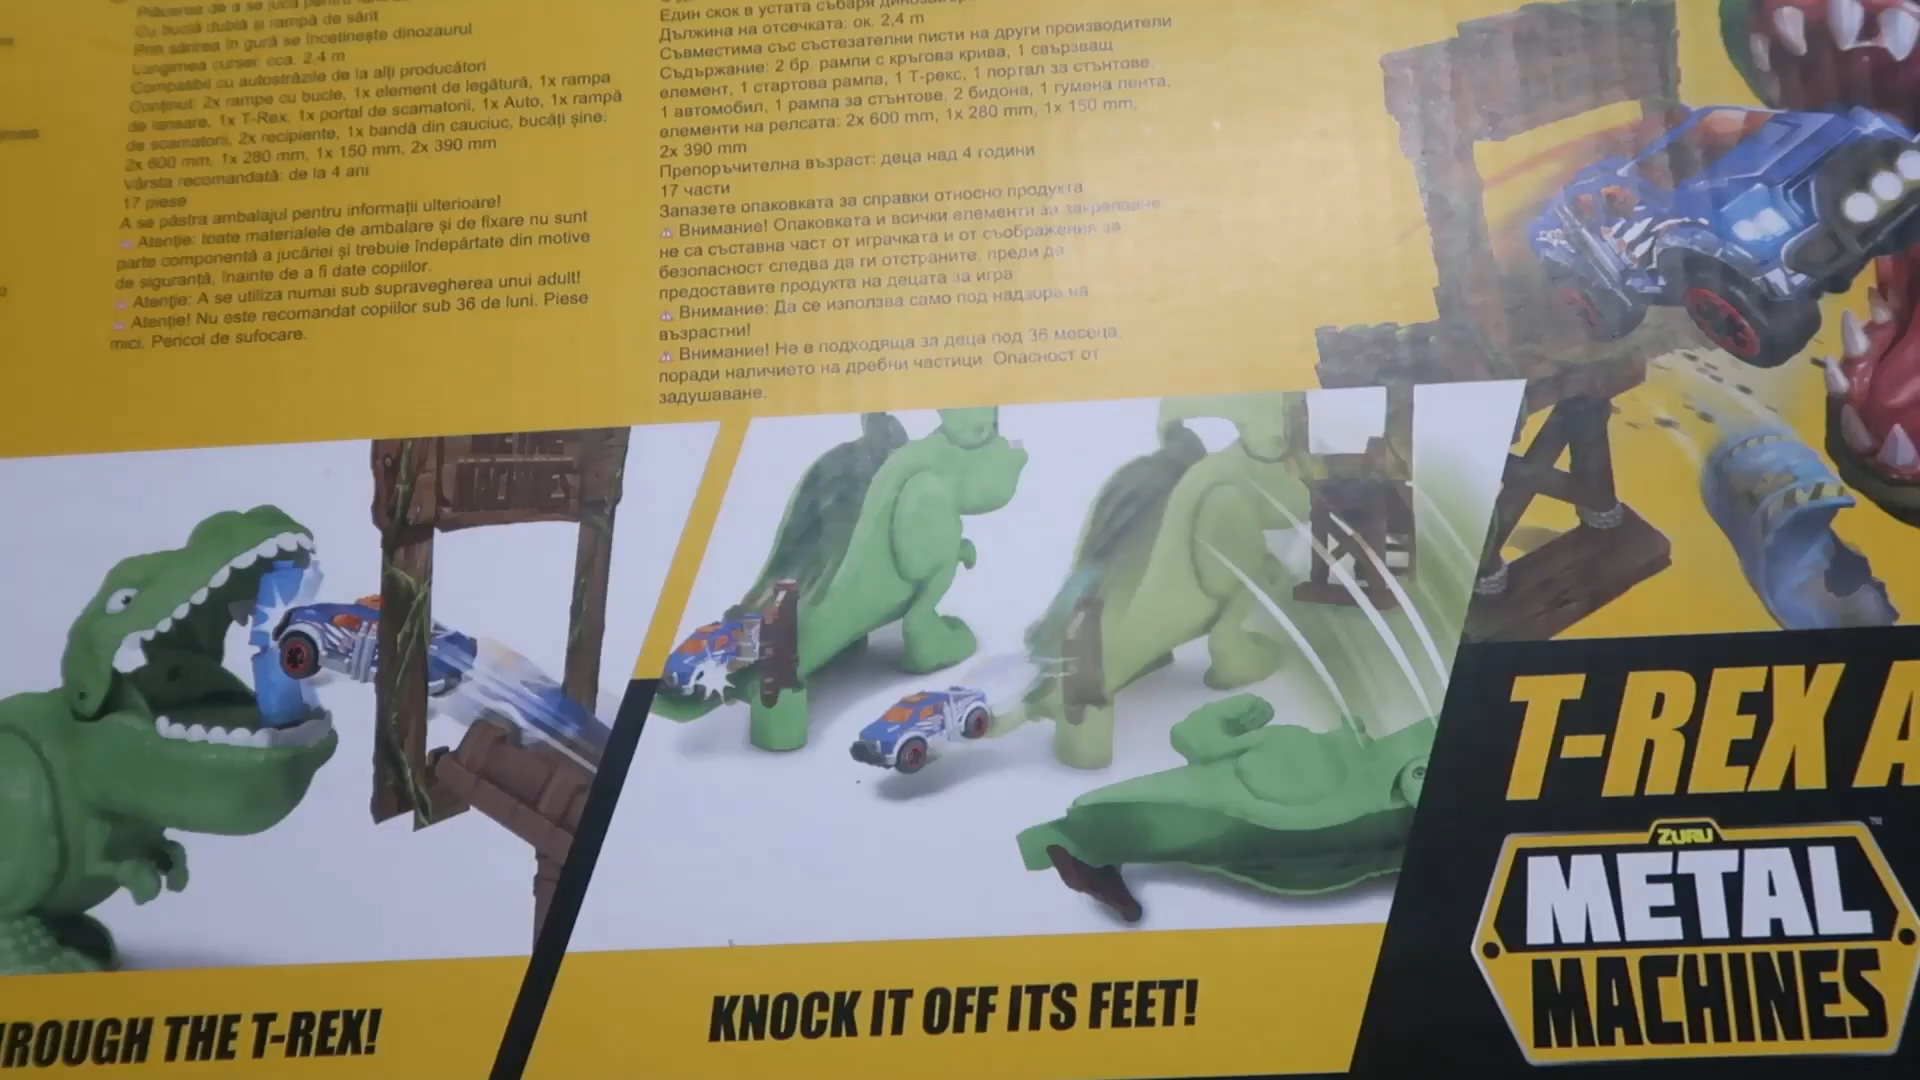 Cu buclă dublă și rampă de sărit
Prin sărirea în gură se încetinește dinozaurul
Lungimea cursei: cca. 2,4 m
Compatibil cu autostrăzile de la alți producători
Conținut: 2x rampe cu bucle, 1x element de legătură, 1x rampa
de lansare, 1x T-Rex, 1x portal de scamatorii, 1x Auto, 1x rampă
de scamatorii, 2x recipiente, 1x bandă din cauciuc, bucăți șine:
2x 600 mm, 1x 280 mm, 1x 150 mm, 2x 390 mm
Vârsta recomandată: de la 4 ani
17 piese
A se păstra ambalajul pentru informații ulterioare!
Atenție: toate materialele de ambalare și de fixare nu sunt
parte componentă a jucăriei și trebuie îndepărtate din motive
de siguranță, înainte de a fi date copiilor.
Atenție: A se utiliza numai sub supravegherea unui adult!
Atenție! Nu este recomandat copiilor sub 36 de luni. Piese
mici. Pericol de sufocare.
Един скок в устата събаря
Дължина на отсечката: ок. 2,4 m
Съвместима със състезателни писти на други производители
Съдържание: 2 бр. рампи с кръгова крива, 1 свързващ
елемент, 1 стартова рампа, 1 Т-рекс, 1 портал за стънтове,
1 автомобил, 1 рампа за стънтове, 2 бидона, 1 гумена лента,
елементи на релсата: 2x 600 mm, 1x 280 mm, 1x 150 mm,
2x 390 mm
Препоръчителна възраст: деца над 4 години
17 части
Запазете опаковката за справки относно продукта
Внимание! Опаковката и всички елементи за закрепване
не са съставна част от играчката и от съображения за
безопасност следва да ги отстраните, преди да
предоставите продукта на децата за игра
Внимание: Да се използва само под надзора на
възрастни!
Внимание! Не е подходяща за деца под 36 месеца,
поради наличието на дребни частици. Опасност от
задушаване.
THE T-REX!
KNOCK IT OFF ITS FEET!
T-REX
ZURU
METAL
MACHINES
™